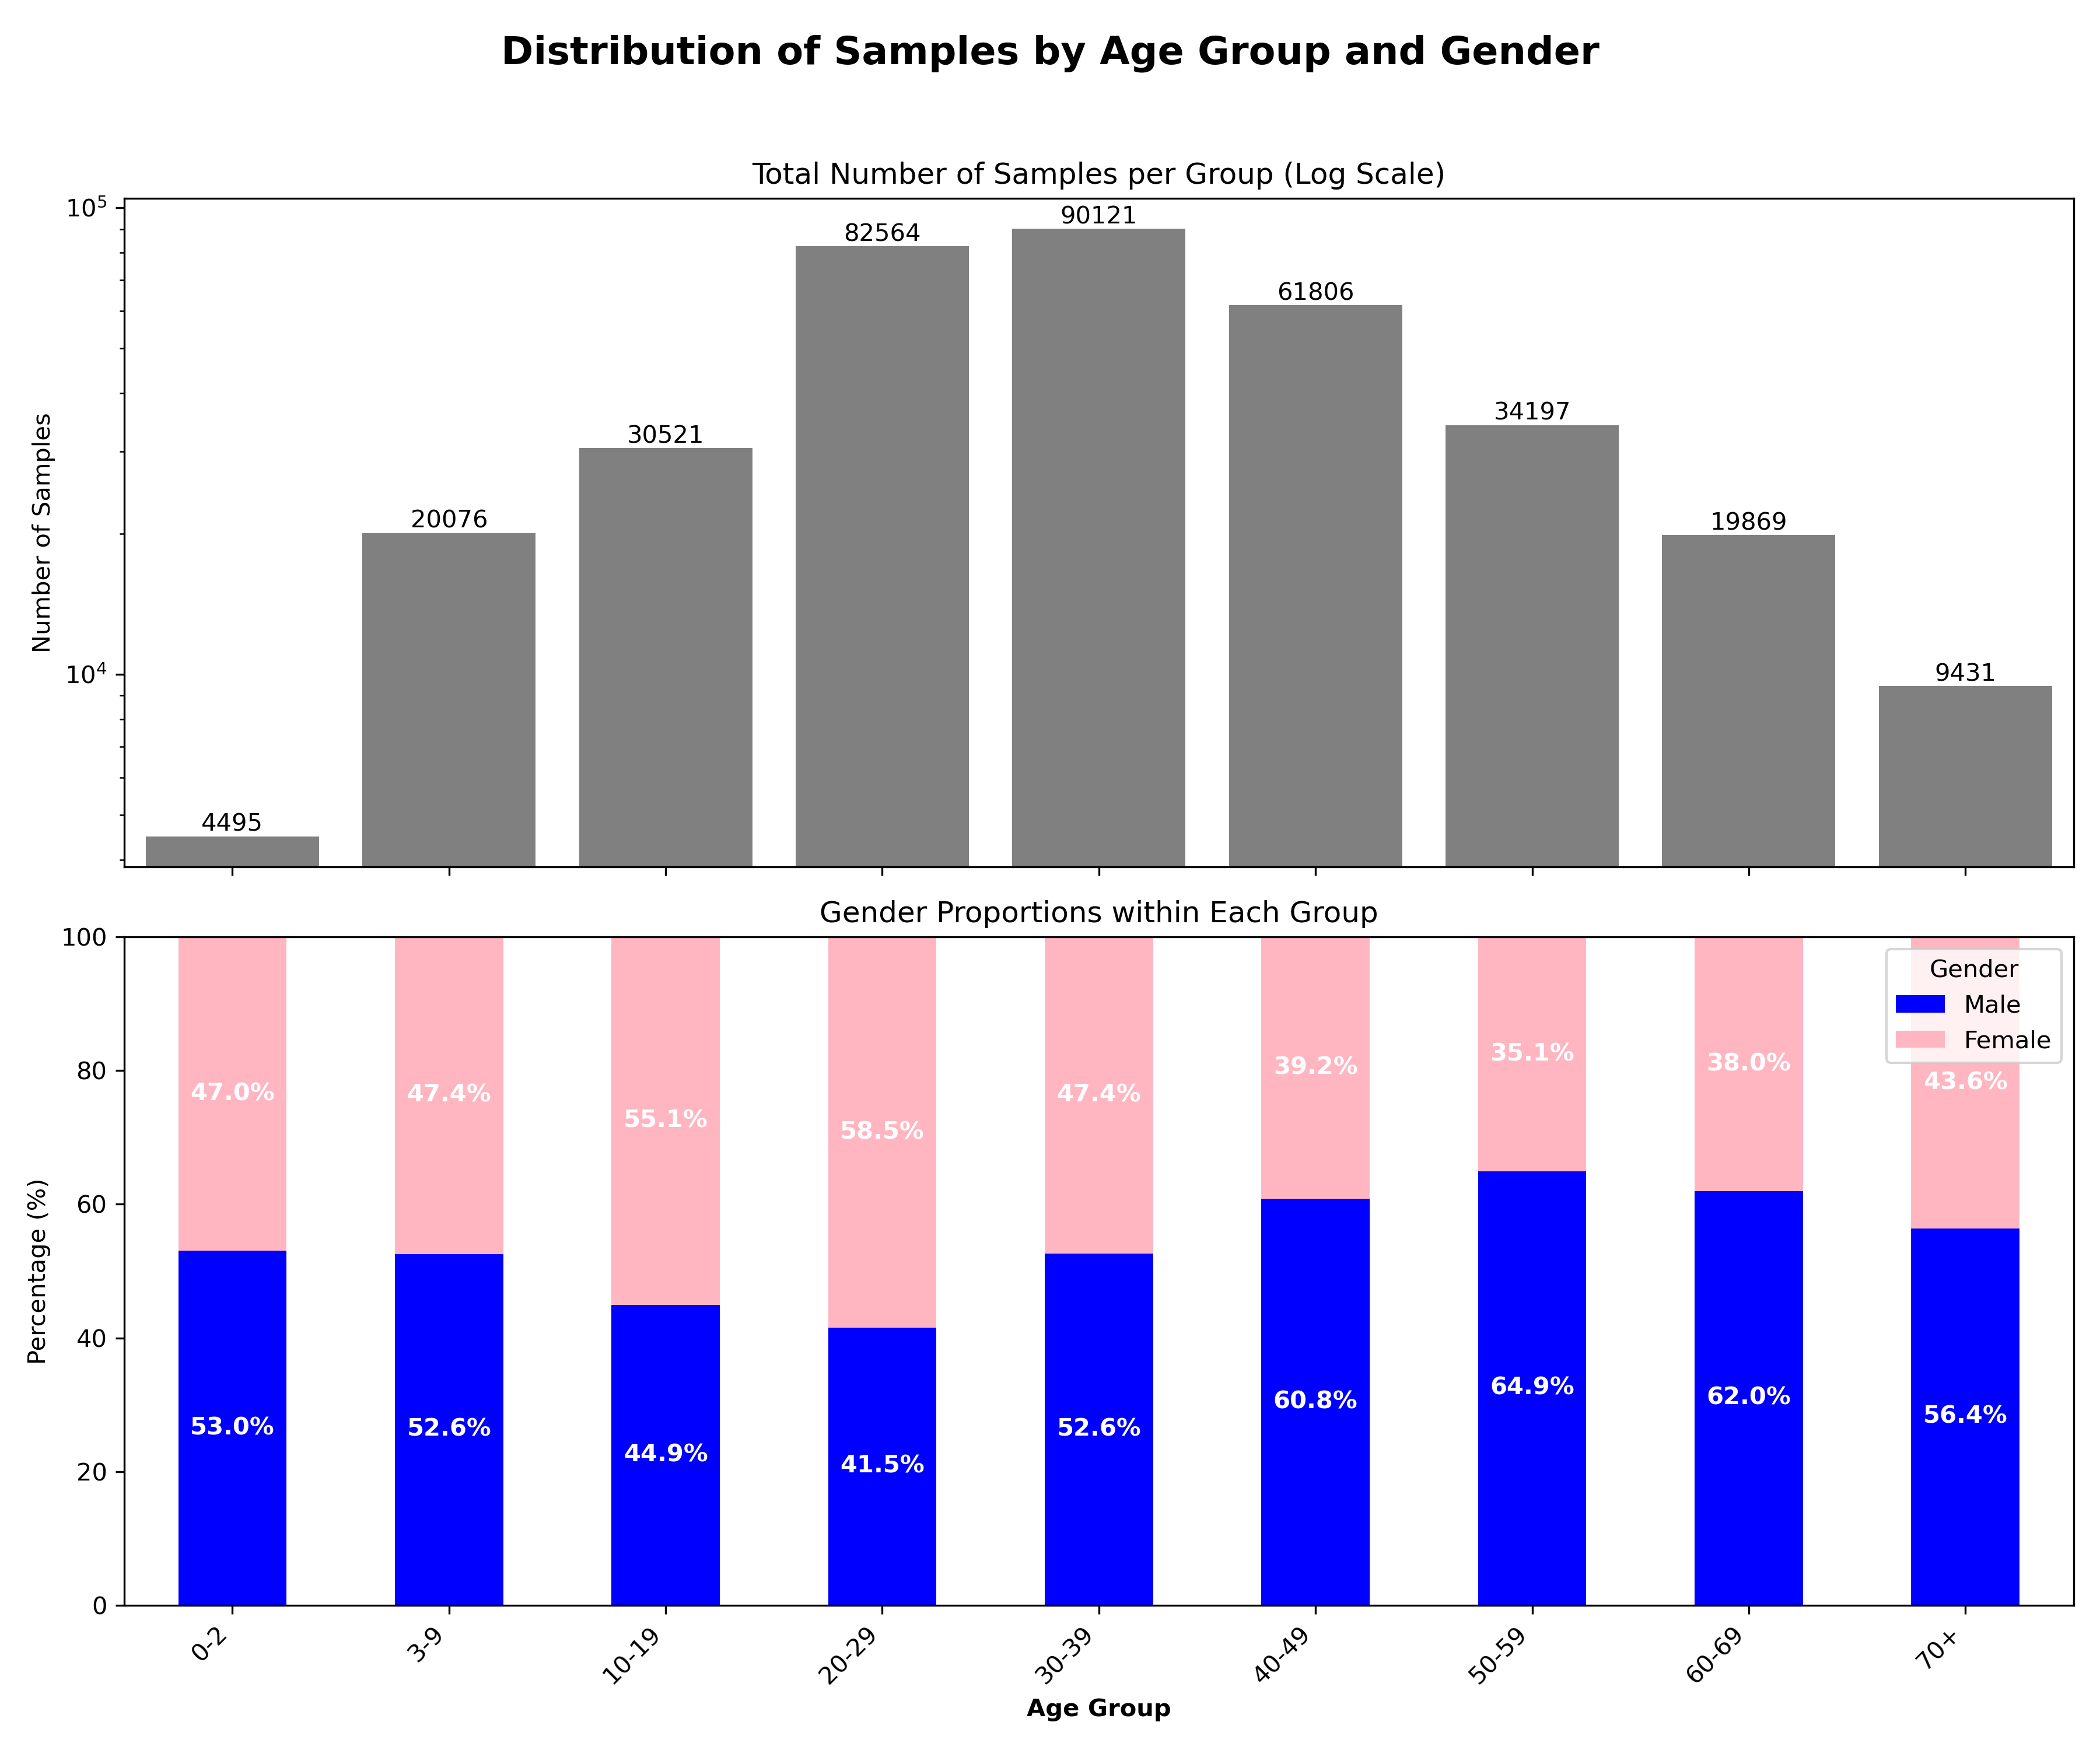 Distribution of Samples by Age Group and Gender
Total Number of Samples per Group (Log Scale)
Number of Samples
10⁵
10⁴
4495
20076
30521
82564
90121
61806
34197
19869
9431
Gender Proportions within Each Group
Percentage (%)
100
80
60
40
20
0
Gender
Male
Female
47.0% 47.4% 55.1% 58.5% 47.4% 39.2% 35.1% 38.0% 43.6%
53.0% 52.6% 44.9% 41.5% 52.6% 60.8% 64.9% 62.0% 56.4%
0-2 3-9 10-19 20-29 30-39 40-49 50-59 60-69 70+
Age Group